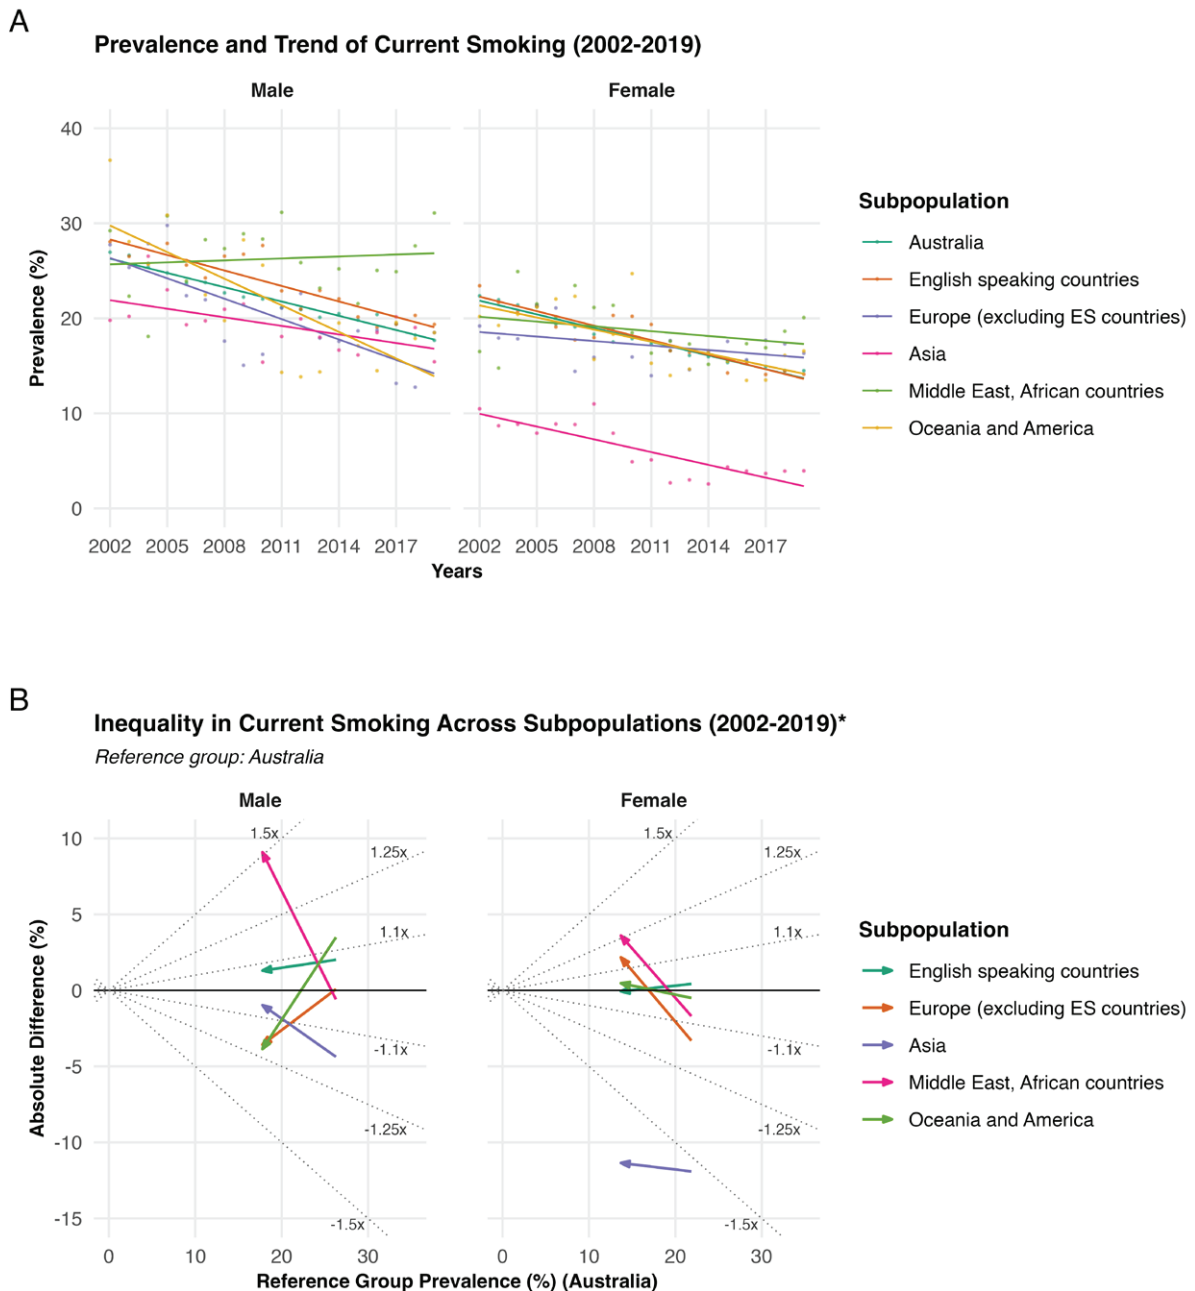 A
Prevalence and Trend of Current Smoking (2002-2019)
Male
Female
40
30
20
10
0
Prevalence (%)
2002 2005 2008 2011 2014 2017
2002 2005 2008 2011 2014 2017
Years
Subpopulation
Australia
English speaking countries
Europe (excluding ES countries)
Asia
Middle East, African countries
Oceania and America
B
Inequality in Current Smoking Across Subpopulations (2002-2019)*
Reference group: Australia
Male
Female
10
5
0
-5
-10
-15
Absolute Difference (%)
1.5x
1.25x
1.1x
-1.1x
-1.25x
-1.5x
1.5x
1.25x
1.1x
-1.1x
-1.25x
-1.5x
0 10 20 30
0 10 20 30
Reference Group Prevalence (%) (Australia)
Subpopulation
English speaking countries
Europe (excluding ES countries)
Asia
Middle East, African countries
Oceania and America